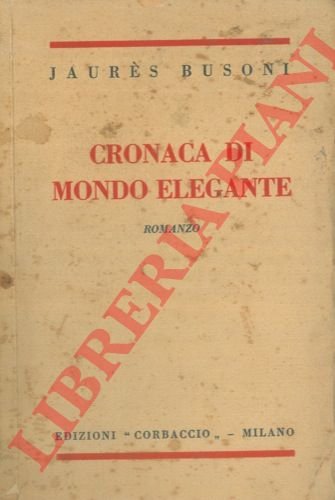 JAURÈS BUSONI
CRONACA DI
MONDO ELEGANTE
ROMANZO
EDIZIONI "CORBACCIO„ - MILANO
LIBRERIA PIANI